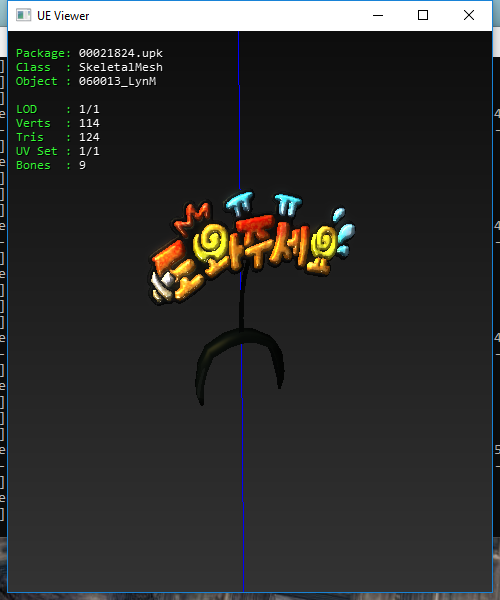 UE Viewer
Package: 00021824.upk
Class : SkeletalMesh
Object : 060013_LynM
LOD : 1/1
Verts : 114
Tris : 124
UV Set : 1/1
Bones : 9
ㅠ ㅠ
도와주세요